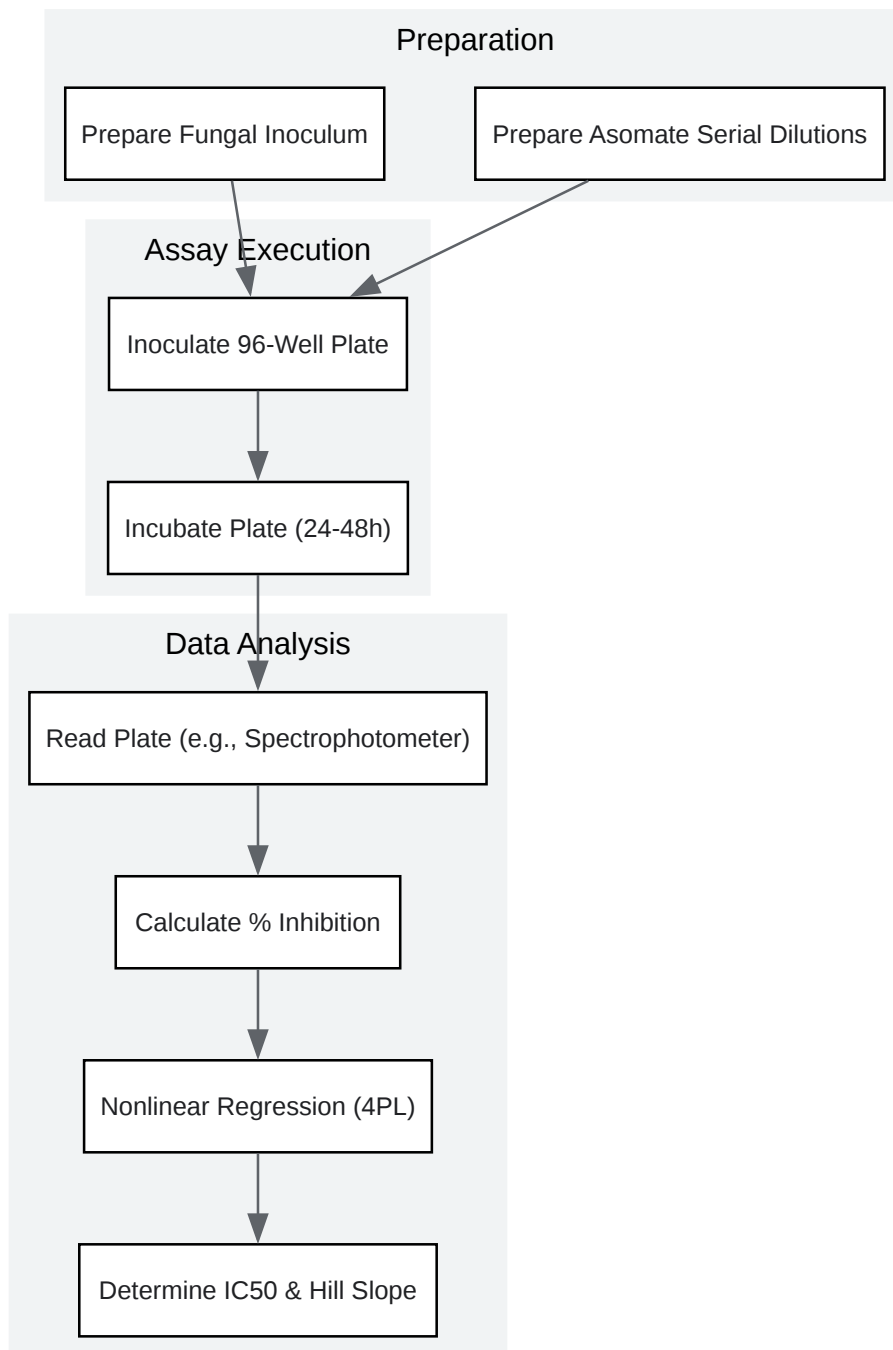 Preparation
Prepare Fungal Inoculum
Prepare Asomate Serial Dilutions
Assay Execution
Inoculate 96-Well Plate
Incubate Plate (24-48h)
Data Analysis
Read Plate (e.g., Spectrophotometer)
Calculate % Inhibition
Nonlinear Regression (4PL)
Determine IC50 & Hill Slope